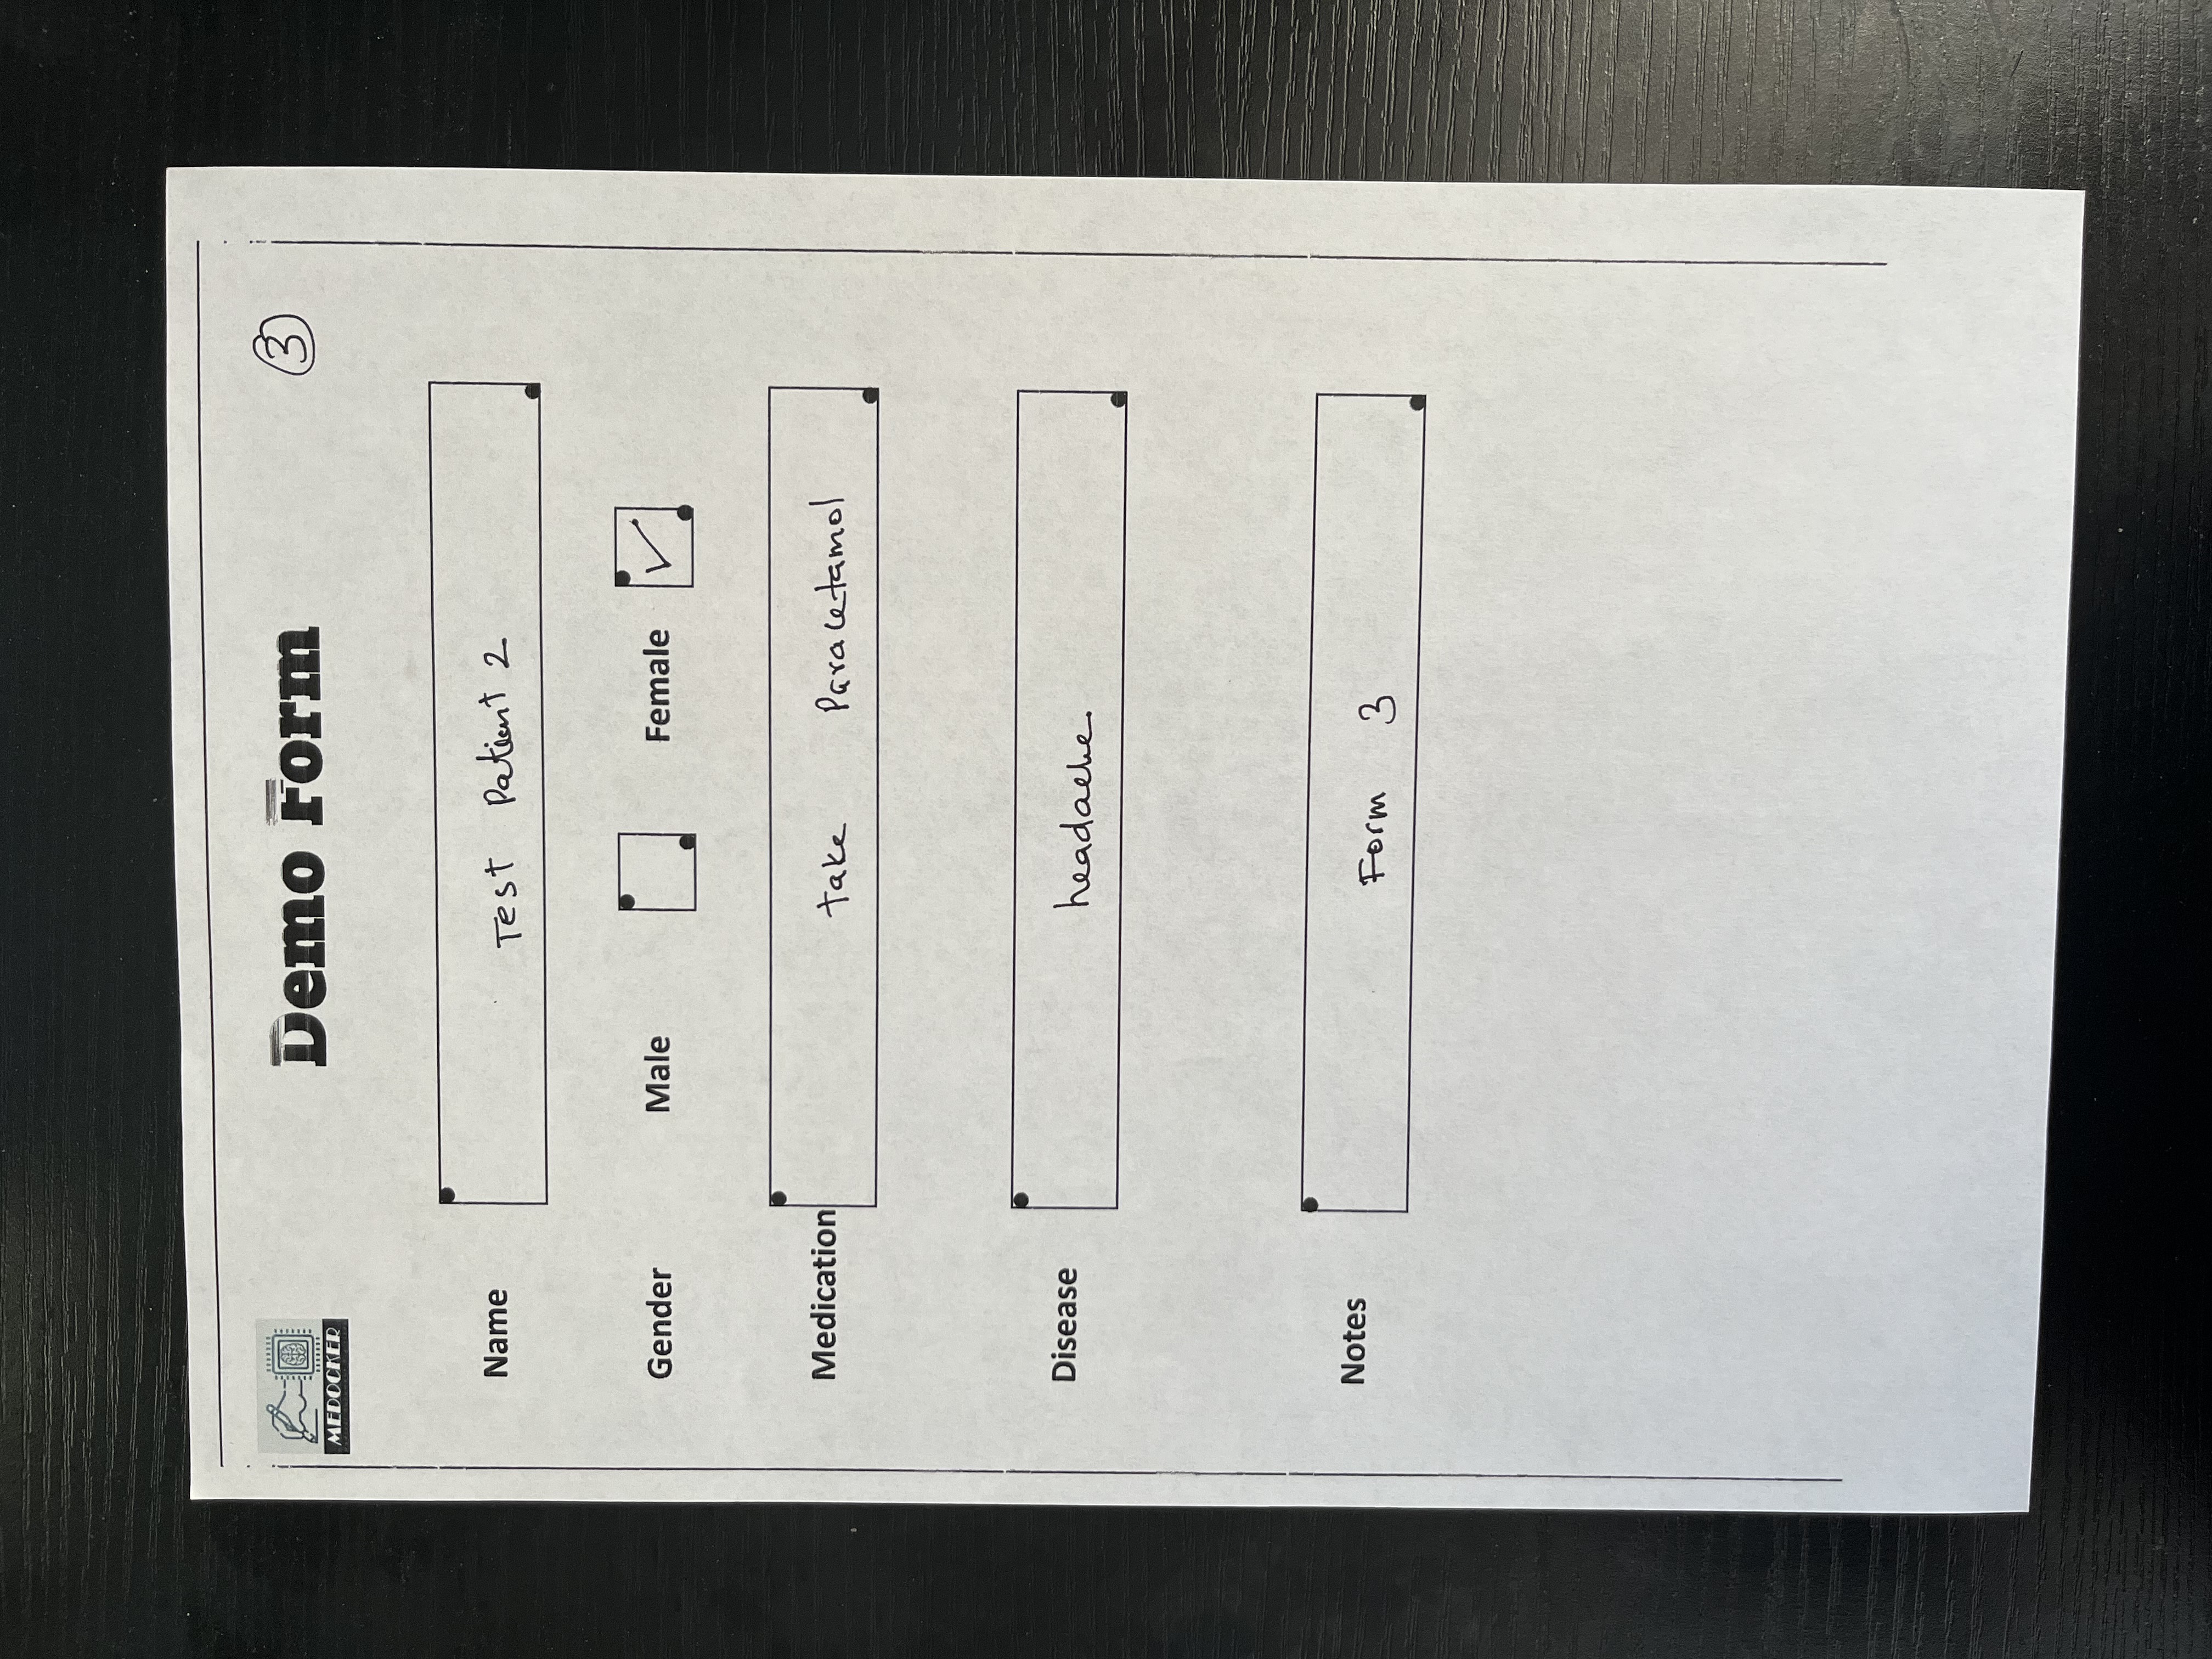 MEDOCKER
Demo Form
3
Name Test Patient 2
Gender Male Female
Medication take Paracetamol
Disease headache
Notes Form 3